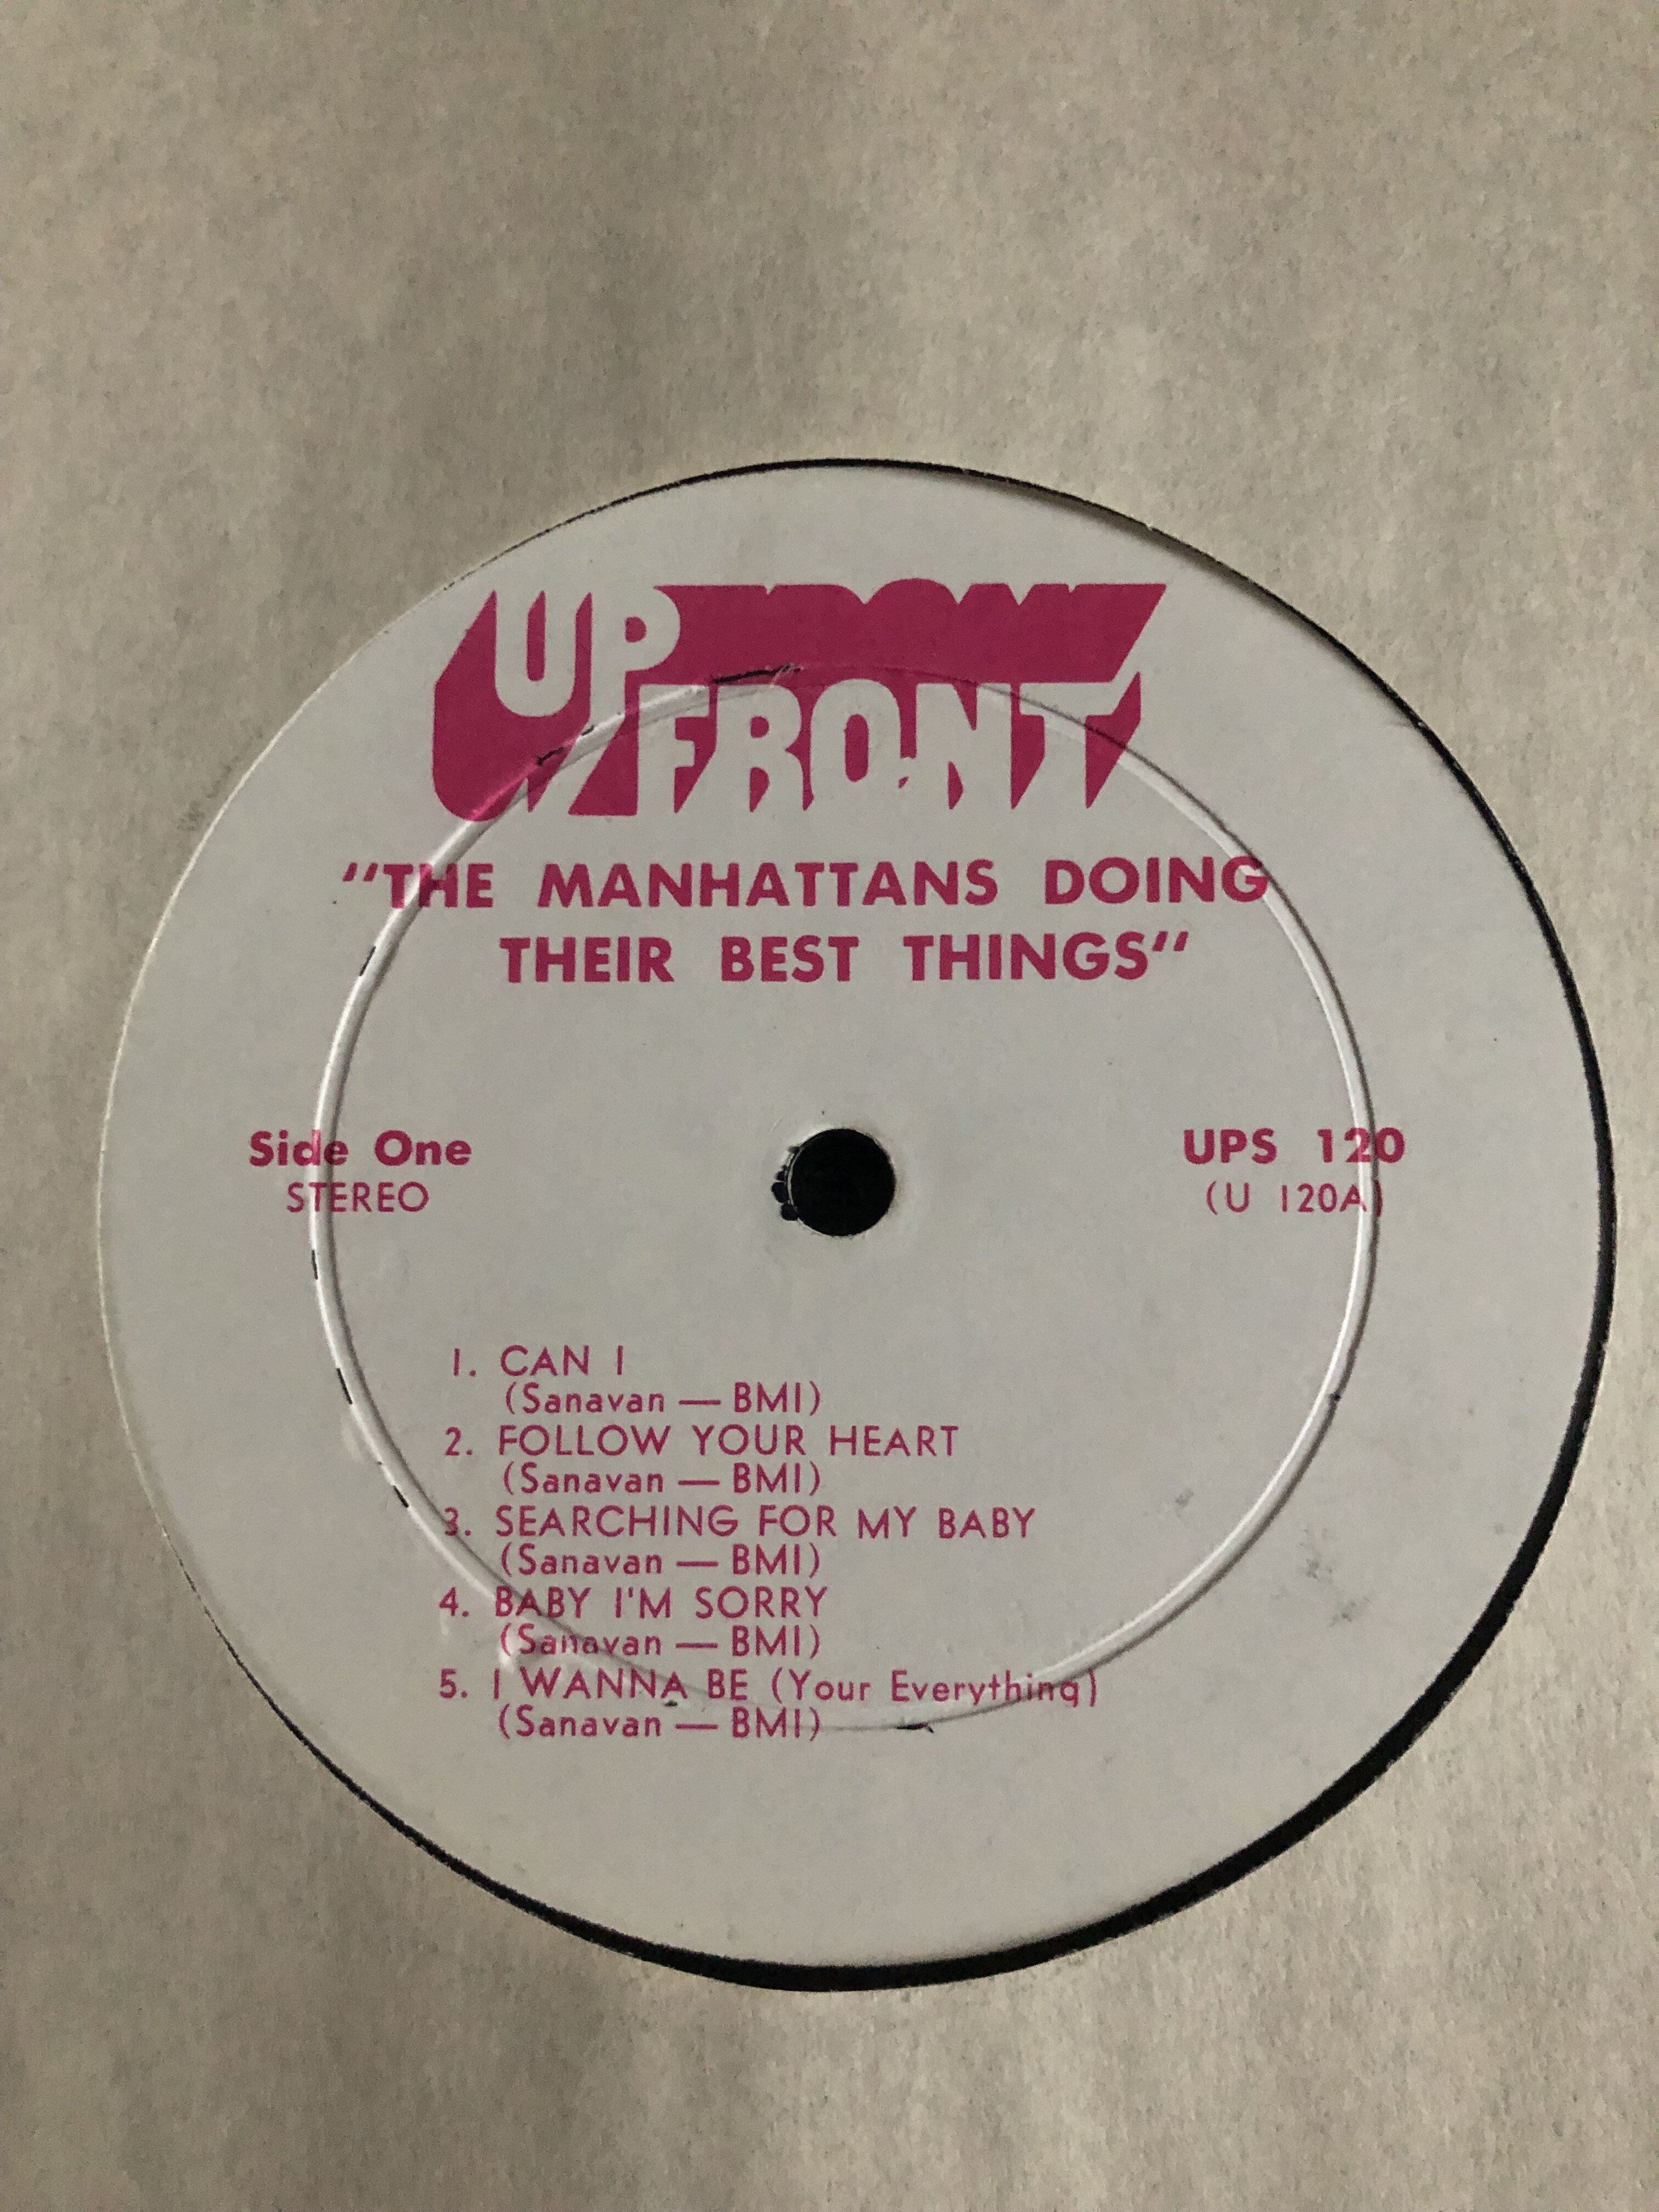 UP
FRONT
"THE MANHATTANS DOING
THEIR BEST THINGS"
Side One
STEREO
UPS 120
(U 120A)
1. CAN I
(Sanavan — BMI)
2. FOLLOW YOUR HEART
(Sanavan — BMI)
3. SEARCHING FOR MY BABY
(Sanavan — BMI)
4. BABY I'M SORRY
(Sanavan — BMI)
5. I WANNA BE (Your Everything)
(Sanavan — BMI)